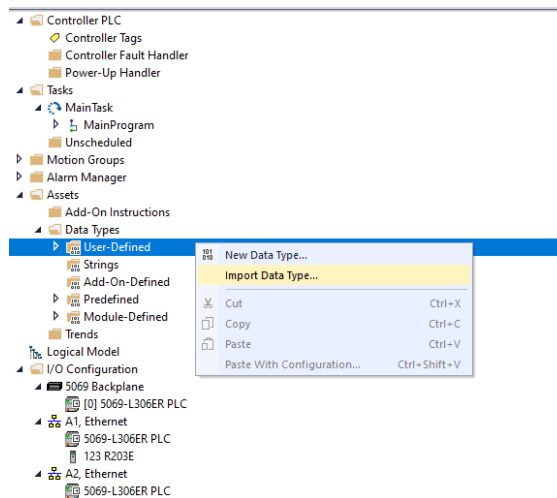 Controller PLC
Controller Tags
Controller Fault Handler
Power-Up Handler
Tasks
MainTask
MainProgram
Unscheduled
Motion Groups
Alarm Manager
Assets
Add-On Instructions
Data Types
User-Defined
Strings
Add-On-Defined
Predefined
Module-Defined
Trends
Logical Model
I/O Configuration
5069 Backplane
[0] 5069-L306ER PLC
A1, Ethernet
5069-L306ER PLC
123 R203E
A2, Ethernet
5069-L306ER PLC
New Data Type...
Import Data Type...
Cut Ctrl+X
Copy Ctrl+C
Paste Ctrl+V
Paste With Configuration... Ctrl+Shift+V